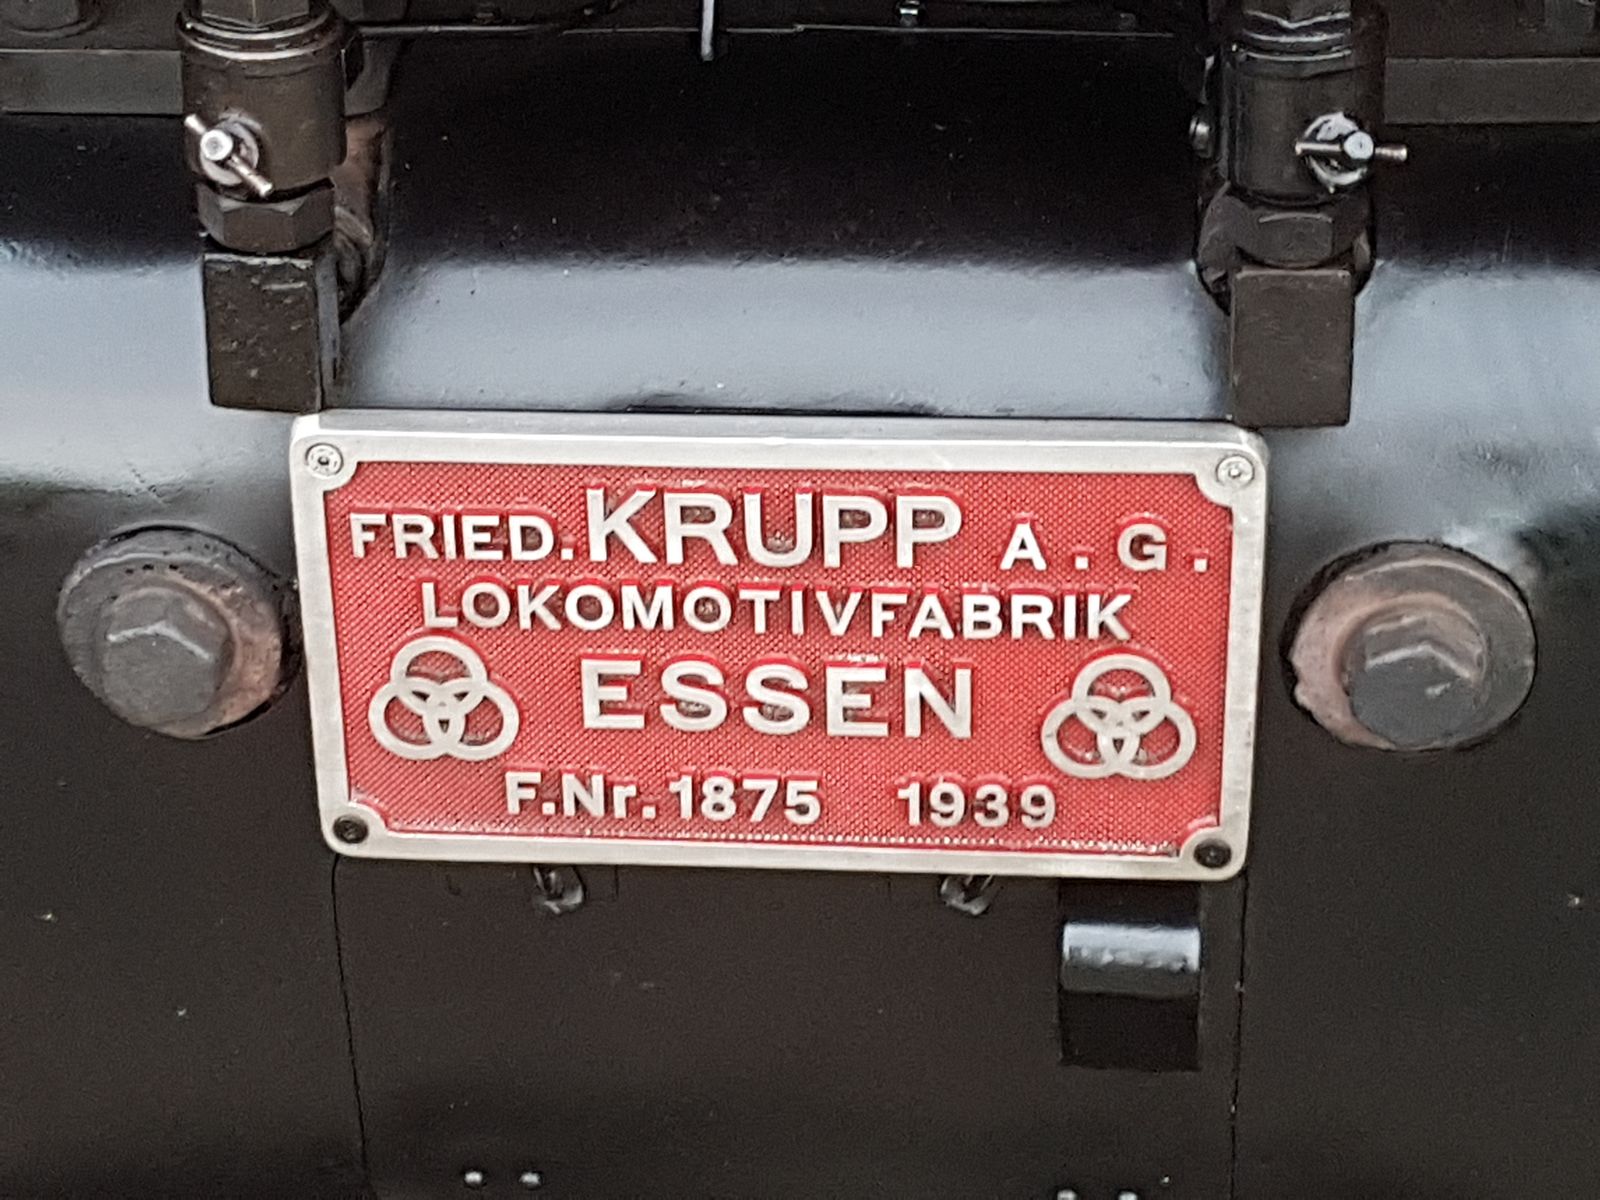 FRIED. KRUPP A. G.
LOKOMOTIVFABRIK
ESSEN
F.Nr. 1875 1939